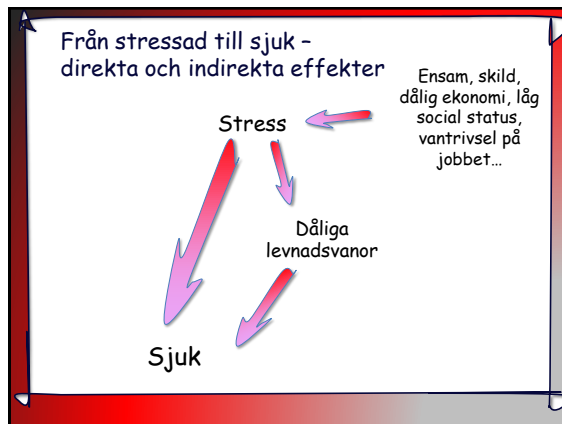 Från stressad till sjuk –
direkta och indirekta effekter
Ensam, skild,
dålig ekonomi, låg
social status,
vantrivsel på
jobbet…
Stress
Dåliga
levnadsvanor
Sjuk